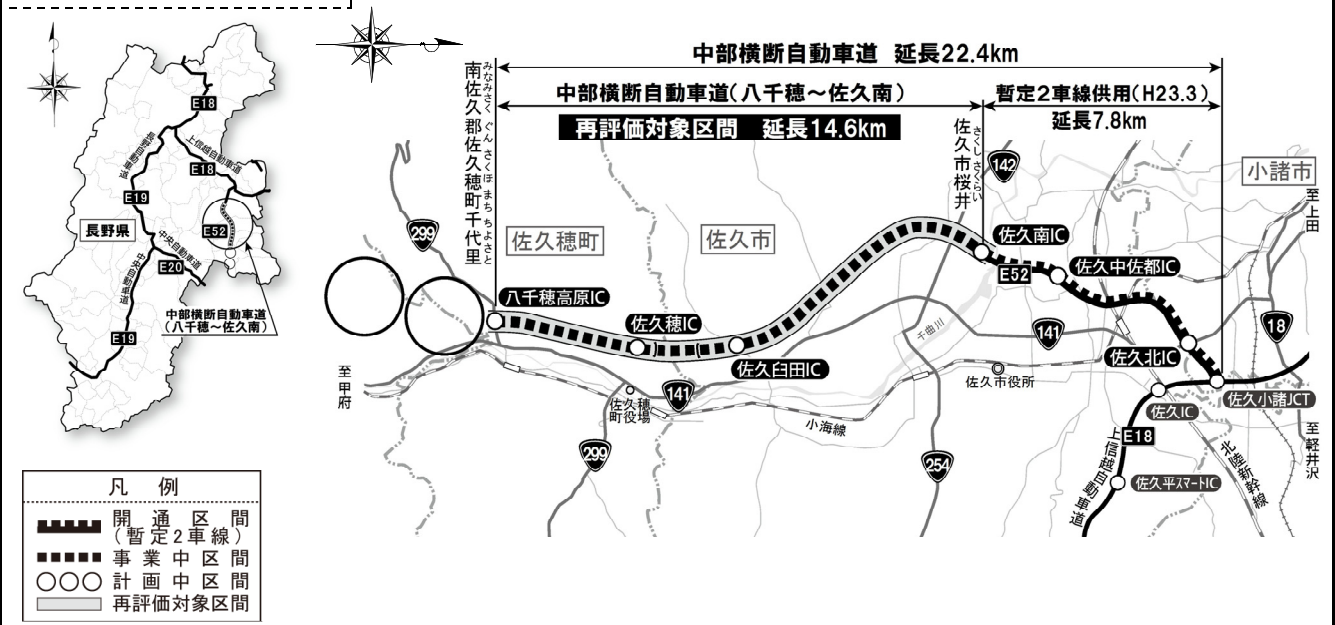 E18
長野自動車道
上信越自動車道
E18
E19
長野県
E52
中央自動車道
E20
中央自動車道
中部横断自動車道
(八千穂～佐久南)
E19
凡 例
開通区間
(暫定2車線)
事業中区間
計画中区間
再評価対象区間
中部横断自動車道 延長22.4km
中部横断自動車道(八千穂～佐久南)
暫定2車線供用(H23.3)
再評価対象区間 延長14.6km
延長7.8km
みなみさくぐんさくほまちちよさと
南佐久郡佐久穂町千代里
さくしさくらい
佐久市桜井
142
小諸市
至上田
299
佐久穂町
佐久市
佐久南IC
E52
佐久中佐都IC
八千穂高原IC
佐久穂IC
千曲川
141
18
佐久北IC
佐久臼田IC
佐久市役所
至甲府
141
佐久穂
町役場
佐久IC
佐久小諸JCT
小海線
E18
至軽井沢
299
254
上信越自動車道
北陸新幹線
佐久平スマートIC